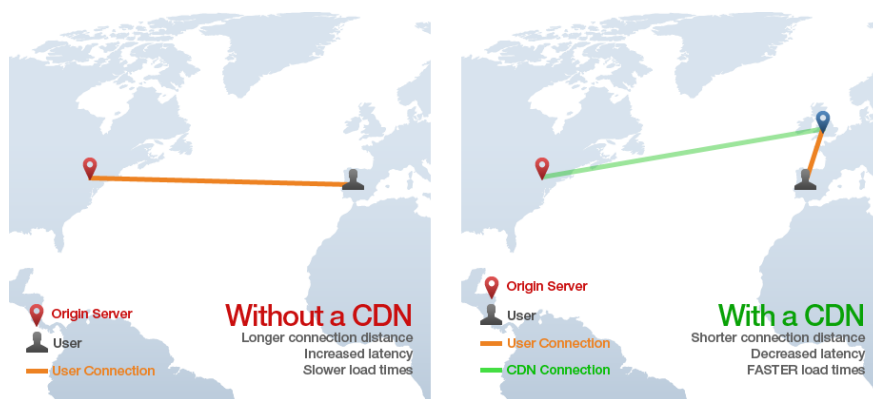 Origin Server
User
User Connection
Without a CDN
Longer connection distance
Increased latency
Slower load times
Origin Server
User
User Connection
CDN Connection
With a CDN
Shorter connection distance
Decreased latency
FASTER load times